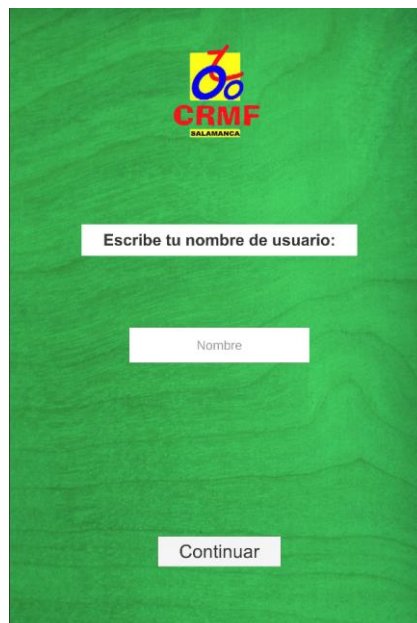 CRMF
SALAMANCA
Escribe tu nombre de usuario:
Nombre
Continuar